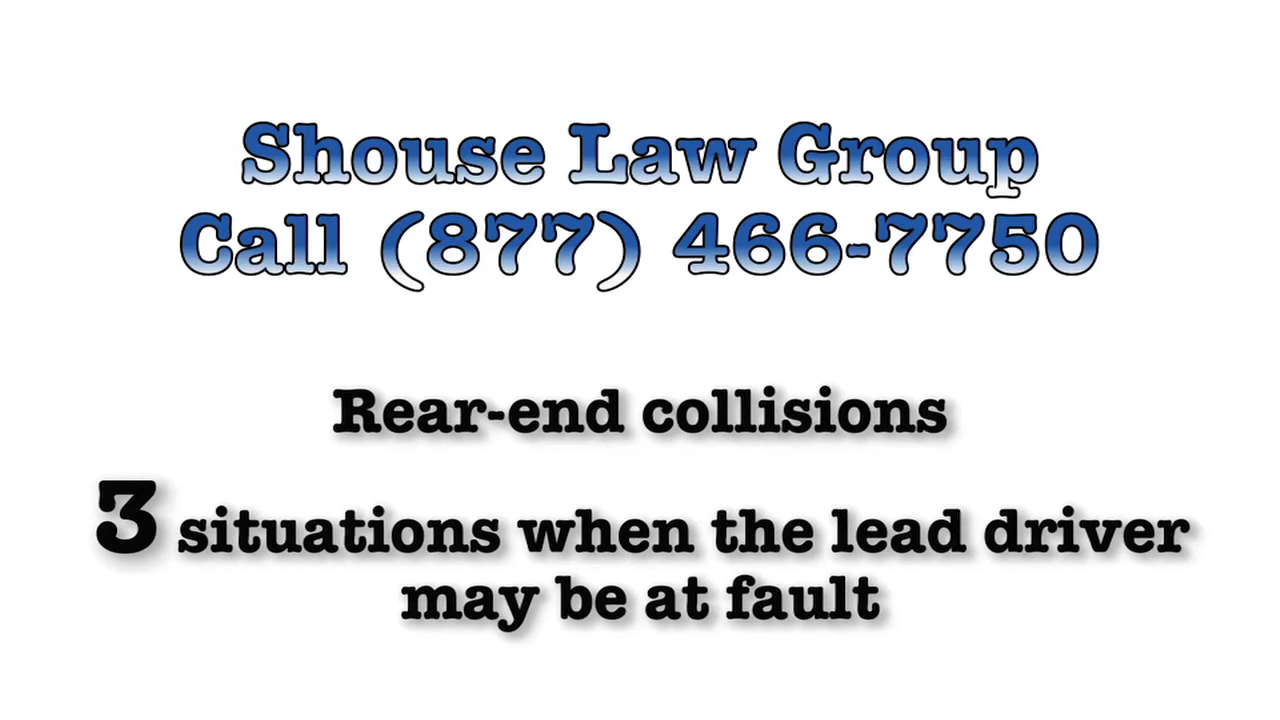 Shouse Law Group
Call (877) 466-7750
Rear-end collisions
3 situations when the lead driver
may be at fault